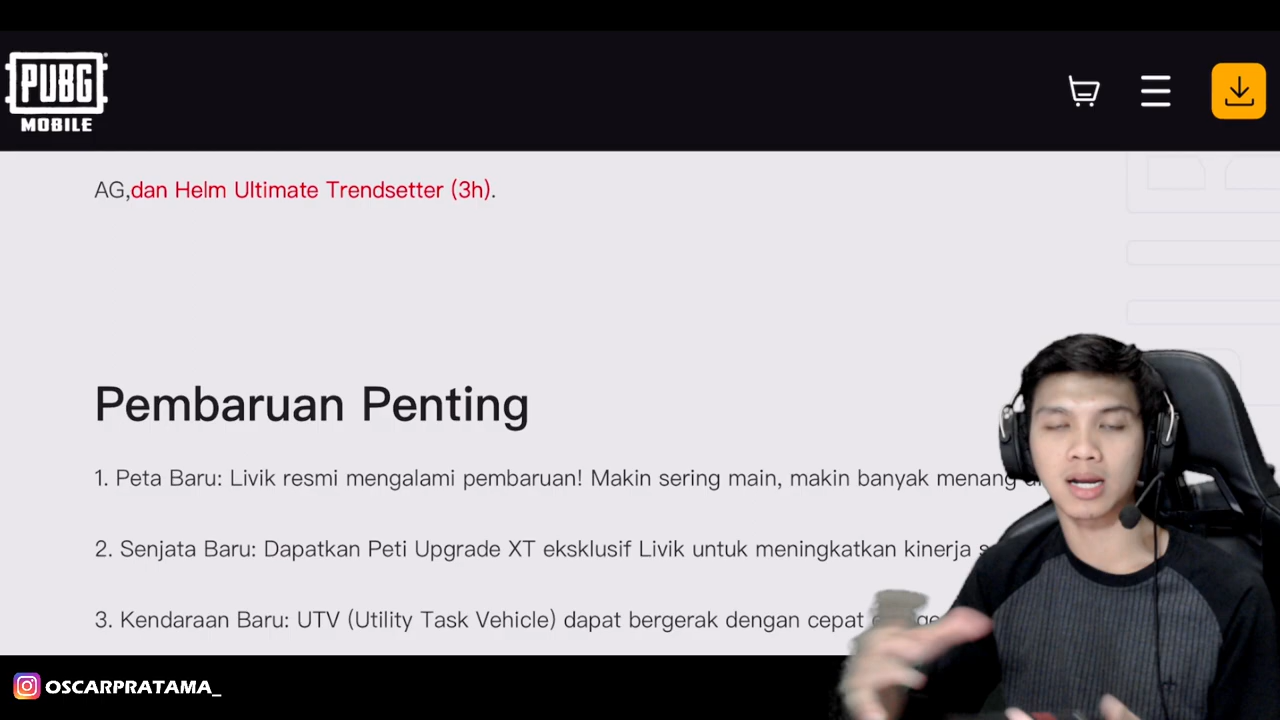 PUBG
MOBILE
AG,dan Helm Ultimate Trendsetter (3h).
Pembaruan Penting
1. Peta Baru: Livik resmi mengalami pembaruan! Makin sering main, makin banyak menang
2. Senjata Baru: Dapatkan Peti Upgrade XT eksklusif Livik untuk meningkatkan kinerja
3. Kendaraan Baru: UTV (Utility Task Vehicle) dapat bergerak dengan cepat
OSCARPRATAMA_